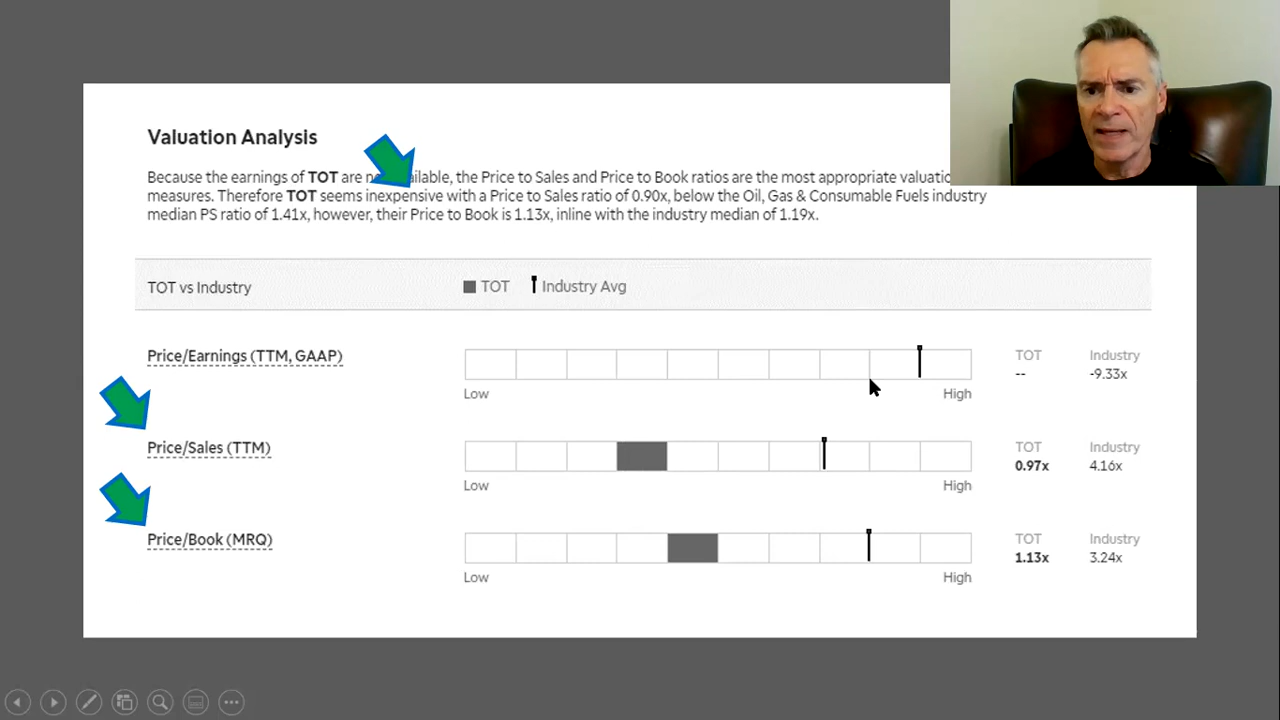 Valuation Analysis
Because the earnings of TOT are available, the Price to Sales and Price to Book ratios are the most appropriate
measures. Therefore TOT seems inexpensive with a Price to Sales ratio of 0.90x, below the Oil, Gas & Consumable Fuels industry
median PS ratio of 1.41x, however, their Price to Book is 1.13x, inline with the industry median of 1.19x.
TOT vs Industry TOT Industry Avg
Price/Earnings (TTM, GAAP) TOT Industry
-- -9.33x
Low High
Price/Sales (TTM) TOT Industry
0.97x 4.16x
Low High
Price/Book (MRQ) TOT Industry
1.13x 3.24x
Low High